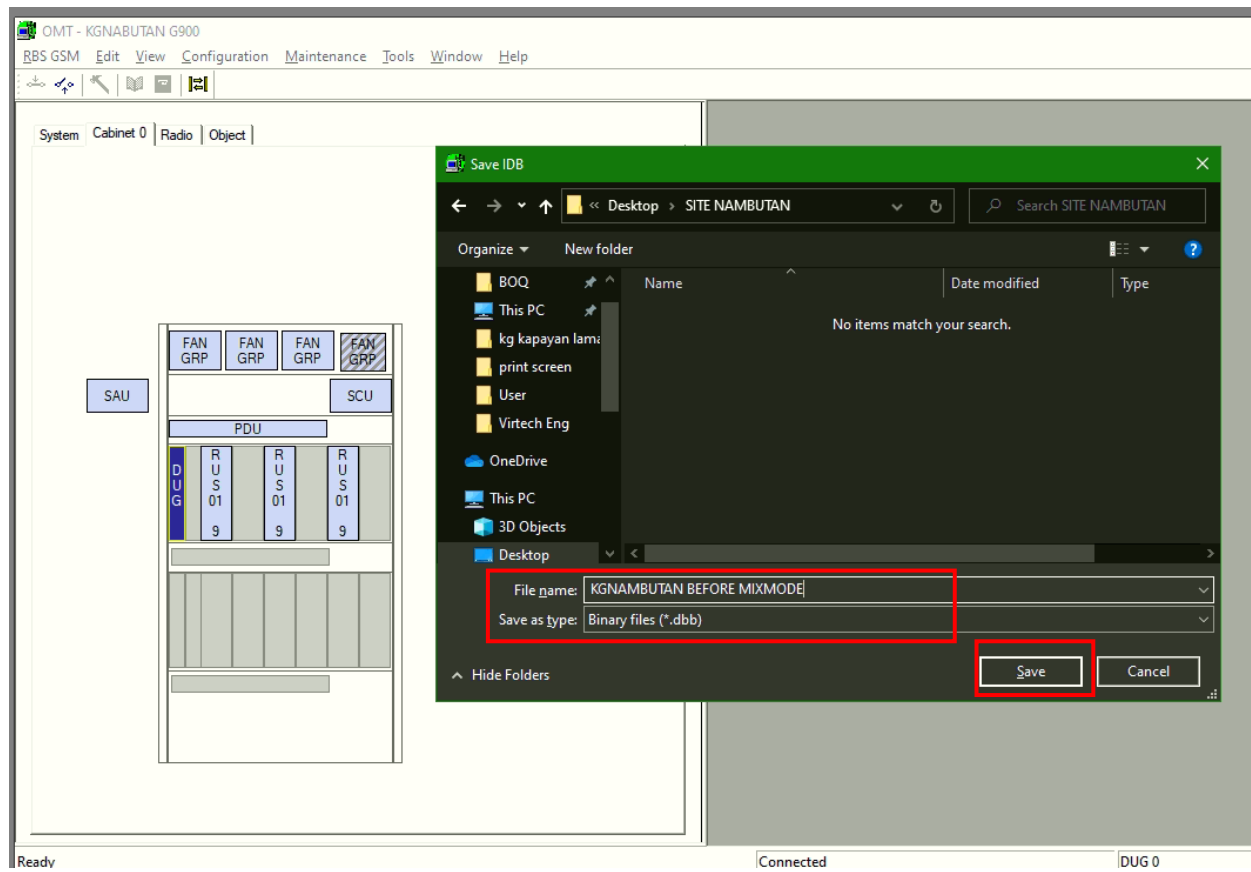 OMT - KGNABUTAN G900
RBS GSM Edit View Configuration Maintenance Tools Window Help
System Cabinet 0 Radio Object
Save IDB
« Desktop › SITE NAMBUTAN
Search SITE NAMBUTAN
Organize New folder
BOQ
This PC
kg kapayan lama
print screen
User
Virtech Eng
OneDrive
This PC
3D Objects
Desktop
Name Date modified Type
No items match your search.
File name: KGNAMBUTAN BEFORE MIXMODE
Save as type: Binary files (*.dbb)
Hide Folders
Save Cancel
FAN GRP
FAN GRP
FAN GRP
FAN GRP
SAU
SCU
PDU
DUG
RUS 01 9
RUS 01 9
RUS 01 9
Ready Connected DUG 0